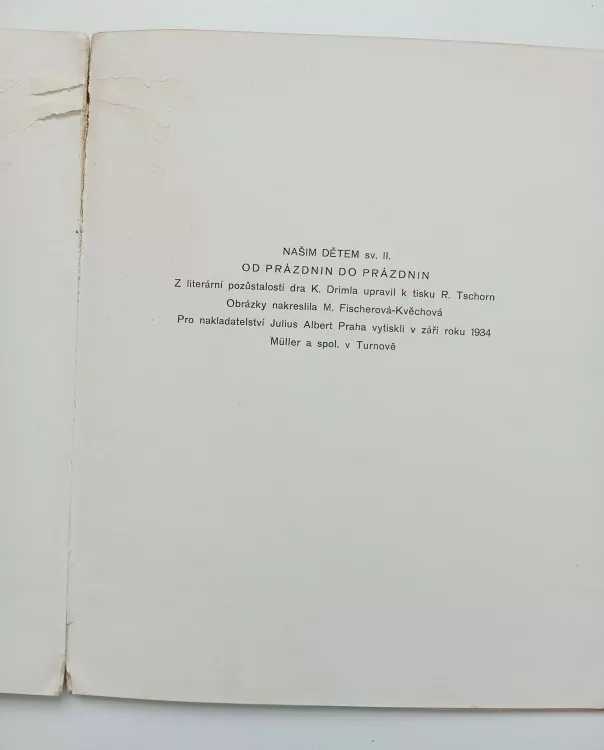 NAŠIM DĚTEM sv. II.
OD PRÁZDNIN DO PRÁZDNIN
Z literární pozůstalosti dra K. Drimla upravil k tisku R. Tschorn
Obrázky nakreslila M. Fischerová-Kvěchová
Pro nakladatelství Julius Albert Praha vytiskli v září roku 1934
Müller a spol. v Turnově